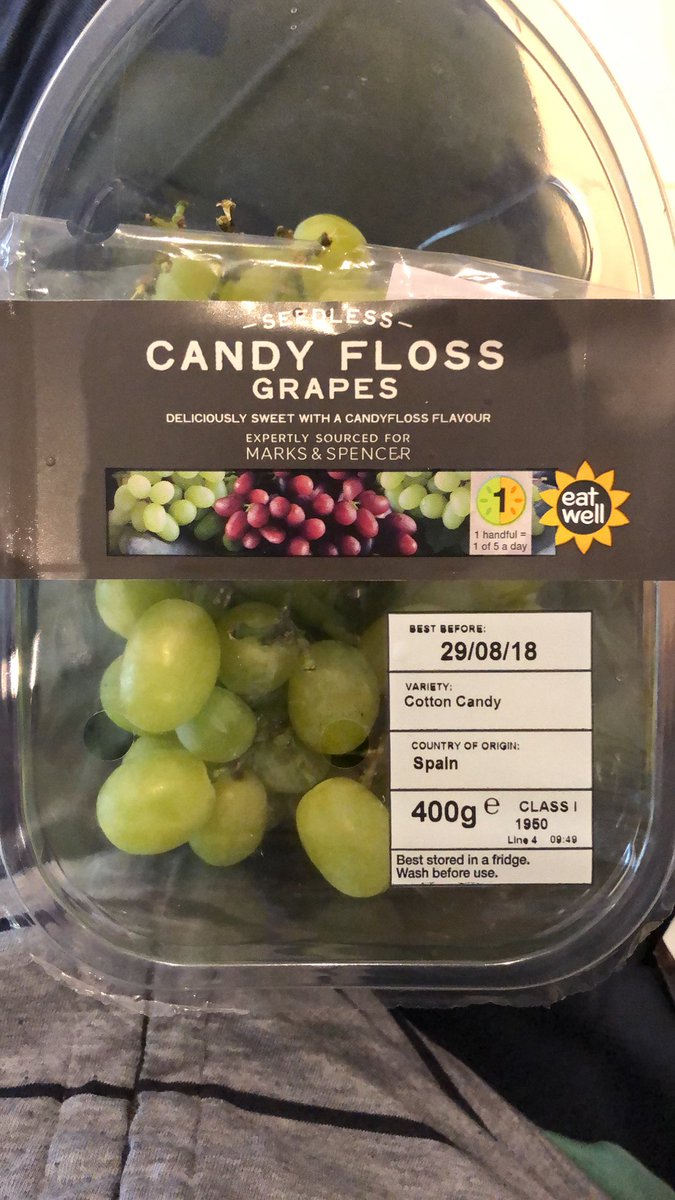 – SEEDLESS –
CANDY FLOSS
GRAPES
DELICIOUSLY SWEET WITH A CANDYFLOSS FLAVOUR
EXPERTLY SOURCED FOR
MARKS & SPENCER
1
1 handful =
1 of 5 a day
eat
well
BEST BEFORE:
29/08/18
VARIETY:
Cotton Candy
COUNTRY OF ORIGIN:
Spain
400g e CLASS I
1950
Line 4 09:49
Best stored in a fridge.
Wash before use.